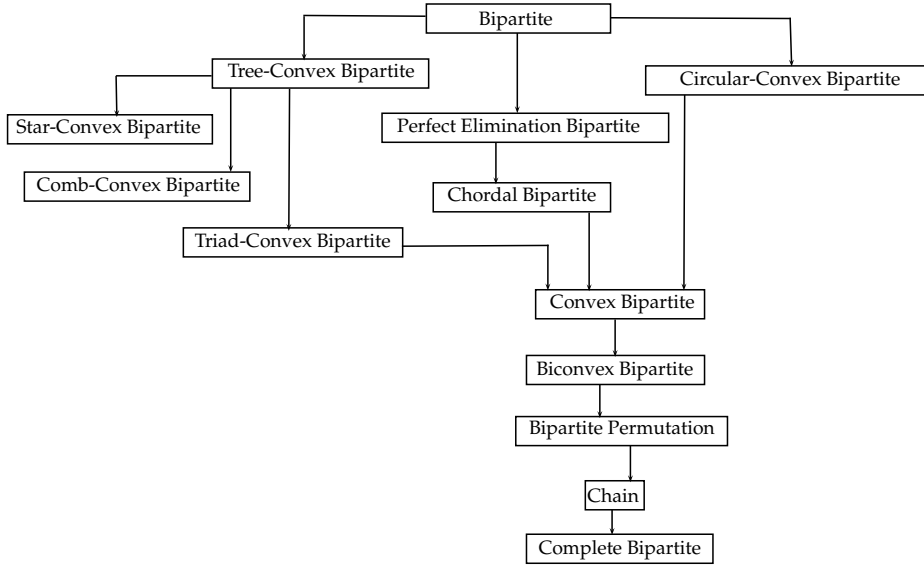 Bipartite
Tree-Convex Bipartite
Circular-Convex Bipartite
Star-Convex Bipartite
Perfect Elimination Bipartite
Comb-Convex Bipartite
Chordal Bipartite
Triad-Convex Bipartite
Convex Bipartite
Biconvex Bipartite
Bipartite Permutation
Chain
Complete Bipartite